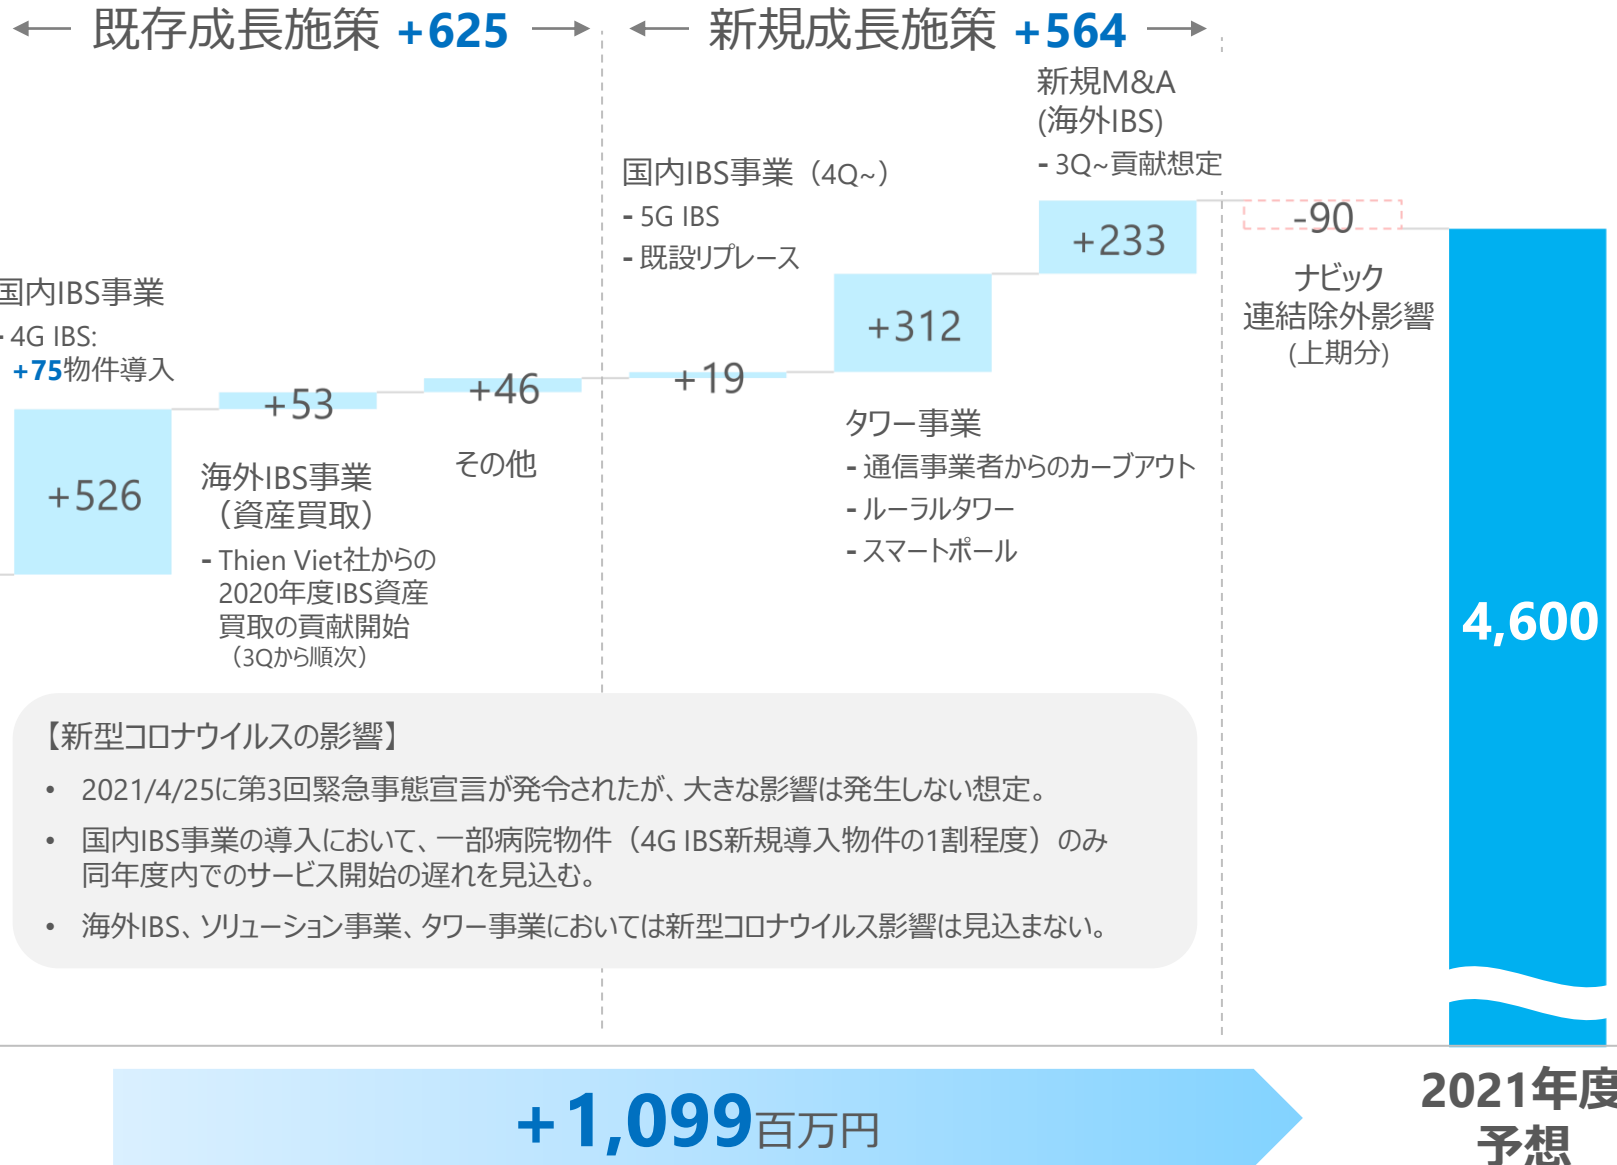 既存成長施策 +625
新規成長施策 +564
国内IBS事業
- 4G IBS:
+75物件導入
+526
+53
海外IBS事業
（資産買取）
- Thien Viet社からの
2020年度IBS資産
買取の貢献開始
（3Qから順次）
+46
その他
国内IBS事業（4Q~）
- 5G IBS
- 既設リプレース
+19
+312
タワー事業
- 通信事業者からのカーブアウト
- ルーラルタワー
- スマートポール
新規M&A
(海外IBS)
- 3Q~貢献想定
+233
-90
ナビック
連結除外影響
(上期分)
4,600
【新型コロナウイルスの影響】
• 2021/4/25に第3回緊急事態宣言が発令されたが、大きな影響は発生しない想定。
• 国内IBS事業の導入において、一部病院物件（4G IBS新規導入物件の1割程度）のみ
同年度内でのサービス開始の遅れを見込む。
• 海外IBS、ソリューション事業、タワー事業においては新型コロナウイルス影響は見込まない。
+1,099百万円
2021年度
予想